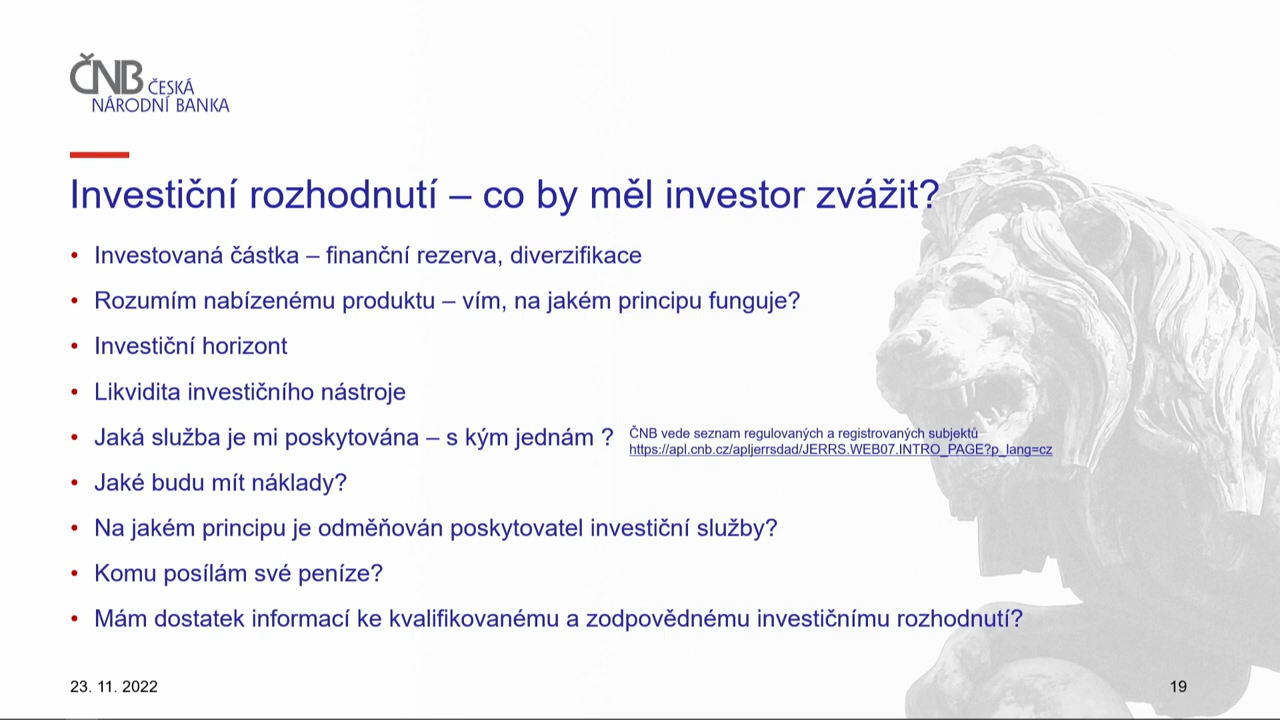 ČNB ČESKÁ
NÁRODNÍ BANKA
Investiční rozhodnutí – co by měl investor zvážit?
• Investovaná částka – finanční rezerva, diverzifikace
• Rozumím nabízenému produktu – vím, na jakém principu funguje?
• Investiční horizont
• Likvidita investičního nástroje
• Jaká služba je mi poskytována – s kým jednám ?
ČNB vede seznam regulovaných a registrovaných subjektů
https://apl.cnb.cz/apljerrsdad/JERRS.WEB07.INTRO_PAGE?p_lang=cz
• Jaké budu mít náklady?
• Na jakém principu je odměňován poskytovatel investiční služby?
• Komu posílám své peníze?
• Mám dostatek informací ke kvalifikovanému a zodpovědnému investičnímu rozhodnutí?
23. 11. 2022
19